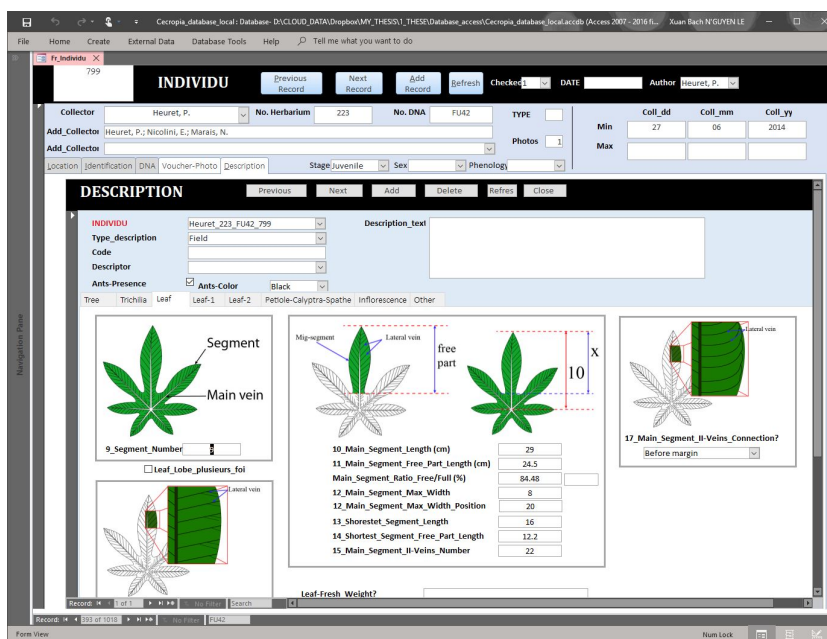 Cecropia_database_local : Database- D:\CLOUD_DATA\Dropbox\MY_THESIS\1_THESE\Database_access\Cecropia_database_local.accdb (Access 2007 - 2016 fi... Xuan Bach N'GUYEN LE
File Home Create External Data Database Tools Help Tell me what you want to do
Fr_Individu
799
INDIVIDU
Previous Record
Next Record
Add Record
Refresh
Checked 1
DATE
Author Heuret, P.
Collector Heuret, P. No. Herbarium 223 No. DNA FU42 TYPE
Coll_dd Coll_mm Coll_yy
Min 27 06 2014
Add_Collector Heuret, P.; Nicolini, E.; Marais, N.
Photos 1
Max
Add_Collector
Location Identification DNA Voucher-Photo Description
Stage Juvenile Sex Phenology
DESCRIPTION
Previous Next Add Delete Refres Close
INDIVIDU Heuret_223_FU42_799 Description_text
Type_description Field
Code
Descriptor
Ants-Presence Ants-Color Black
Tree Trichilia Leaf Leaf-1 Leaf-2 Pettiole-Calyptra-Spathe Inflorescence Other
Navigation Pane
Segment
Main vein
9_Segment_Number 9
Leaf_Lobe_plusieurs_foi
Lateral vein
Mig-segment
Lateral vein
free part
10
X
10_Main_Segment_Length (cm) 29
11_Main_Segment_Free_Part_Length (cm) 24.5
Main_Segment_Ratio_Free/Full (%) 84.48
12_Main_Segment_Max_Width 8
12_Main_Segment_Max_Width_Position 20
13_Shorestet_Segment_Length 16
14_Shortest_Segment_Free_Part_Length 12.2
15_Main_Segment_II-Veins_Number 22
Lateral vein
17_Main_Segment_II-Veins_Connection?
Before margin
Leaf-Fresh_Weight?
Record: 1 of 1 No Filter Search
Record: 393 of 1018 No Filter FU42
Form View
Num Lock